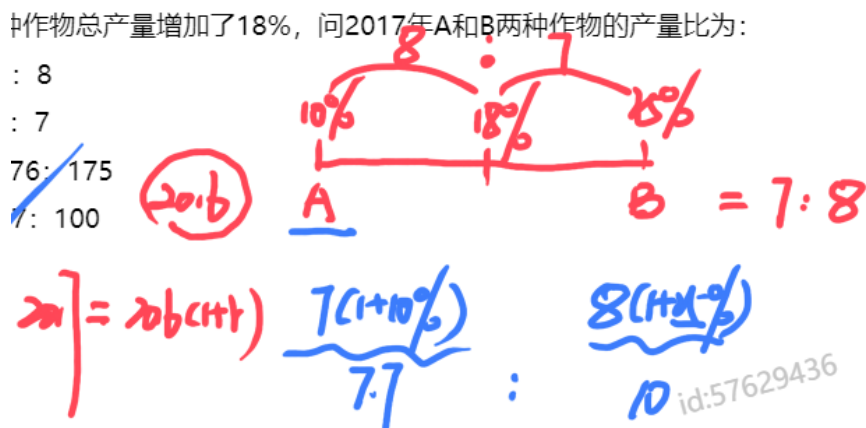 作物总产量增加了18%，问2017年A和B两种作物的产量比为：
8 : 7
: 8
10% 18% 25%
: 7
76: 175
2016 A B = 7:8
7: 100
201 = 2016(1+r) 7(1+10%) 8(1+25%)
7.7 : 10
id:57629436